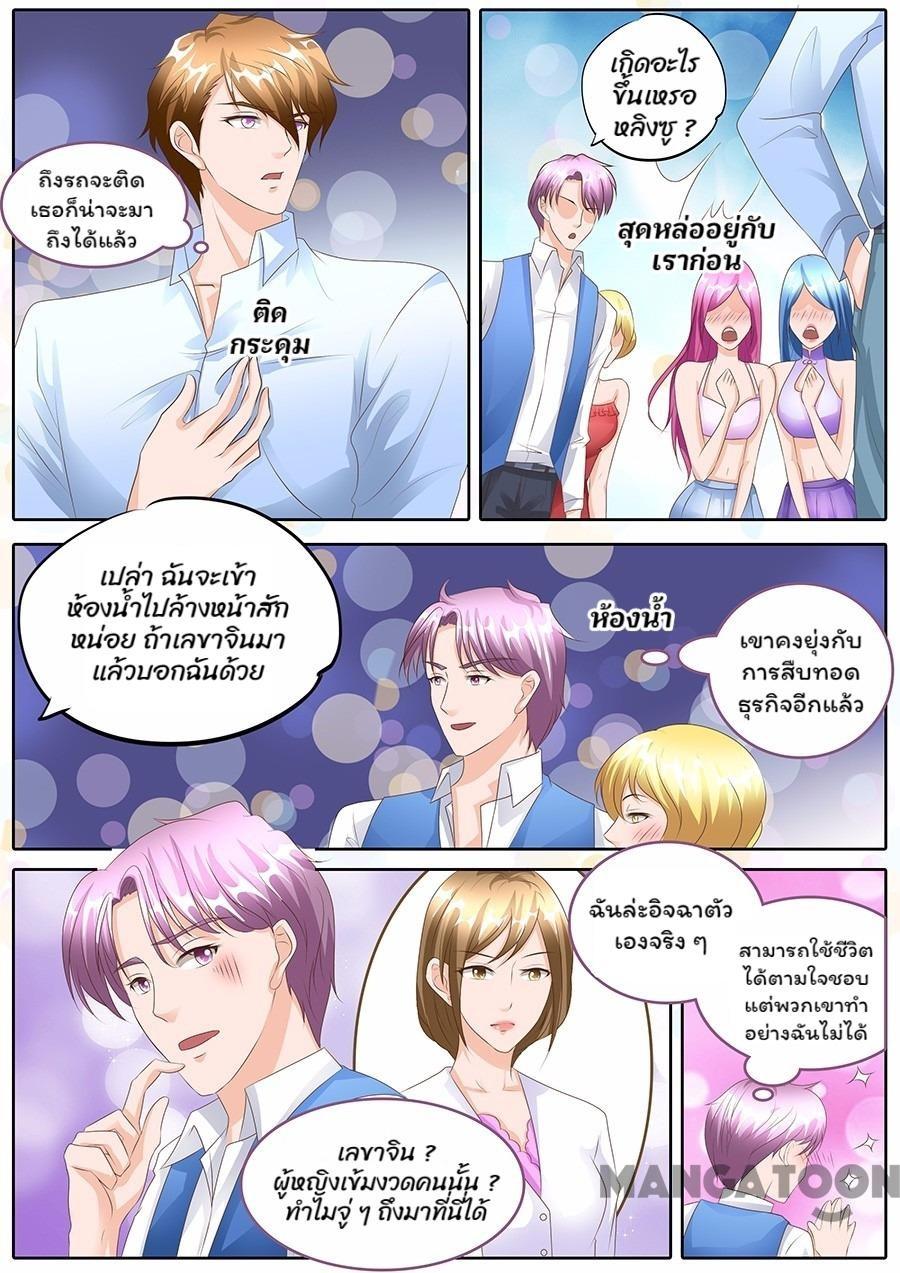 ถึงรถจะติด
เธอก็น่าจะมา
ถึงได้แล้ว
ติด
กระดุม
เกิดอะไร
ขึ้นเหรอ
หลิงซู ?
สุดหล่ออยู่กับ
เราก่อน
เปล่า ฉันจะเข้า
ห้องน้ำไปล้างหน้าสัก
หน่อย ถ้าเลขาจินมา
แล้วบอกฉันด้วย
ห้องน้ำ
เขาคงยุ่งกับ
การสืบทอด
ธุรกิจอีกแล้ว
เลขาจิน ?
ผู้หญิงเข้มงวดคนนั้น ?
ทำไมจู่ ๆ ถึงมาที่นี่ได้
ฉันล่ะอิจฉาตัว
เองจริง ๆ
สามารถใช้ชีวิต
ได้ตามใจชอบ
แต่พวกเขาทำ
อย่างฉันไม่ได้
MANGATOON